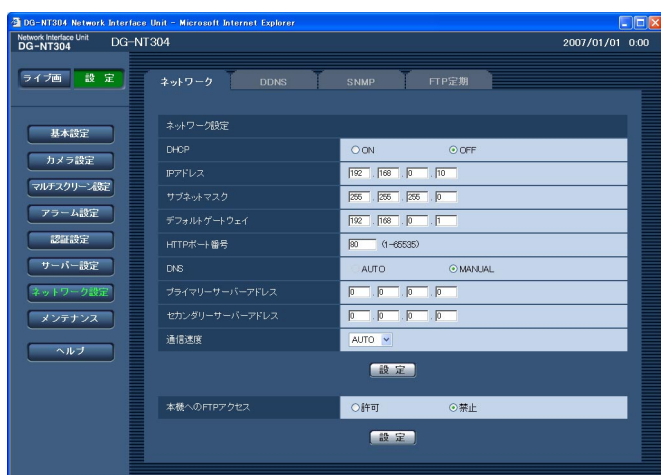 DG-NT304 Network Interface Unit - Microsoft Internet Explorer
Network Interface Unit
DG-NT304 DG-NT304 2007/01/01 0:00
ライブ画 設 定
ネットワーク DDNS SNMP FTP定期
基本設定
カメラ設定
マルチスクリーン設定
アラーム設定
認証設定
サーバー設定
ネットワーク設定
メンテナンス
ヘルプ
ネットワーク設定
DHCP ON OFF
IPアドレス 192 . 168 . 0 . 10
サブネットマスク 255 . 255 . 255 . 0
デフォルトゲートウェイ 192 . 168 . 0 . 1
HTTPポート番号 80 (1-65535)
DNS AUTO MANUAL
プライマリーサーバーアドレス 0 . 0 . 0 . 0
セカンダリーサーバーアドレス 0 . 0 . 0 . 0
通信速度 AUTO
設 定
本機へのFTPアクセス 許可 禁止
設 定